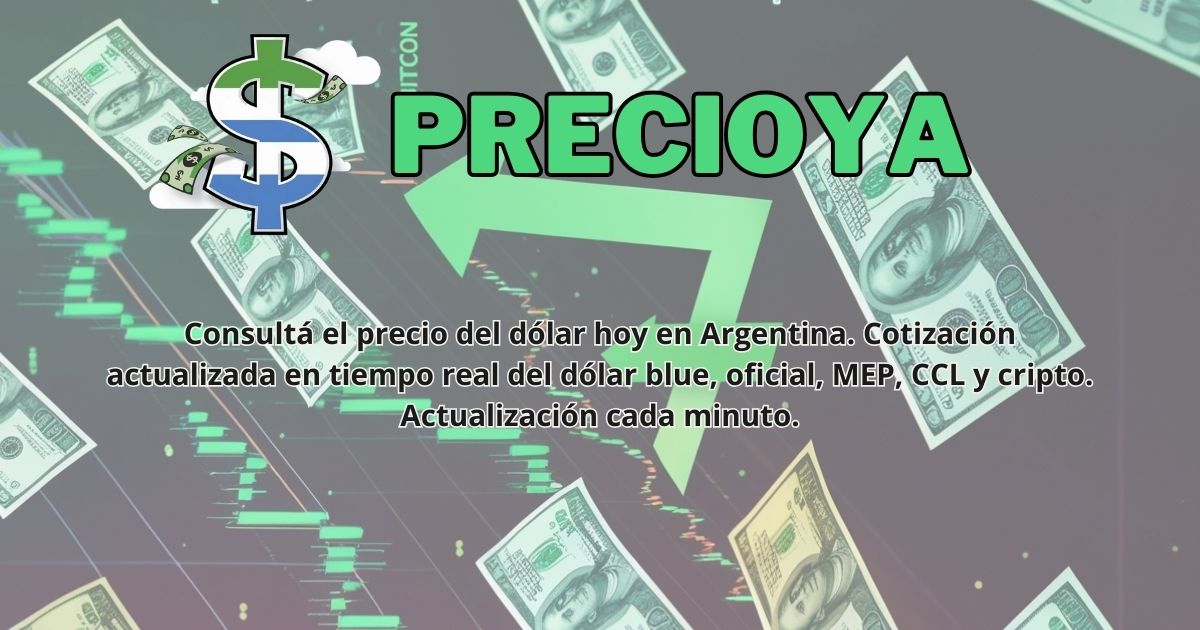 PRECIOYA
ITCON
Consultá el precio del dólar hoy en Argentina. Cotización
actualizada en tiempo real del dólar blue, oficial, MEP, CCL y cripto.
Actualización cada minuto.